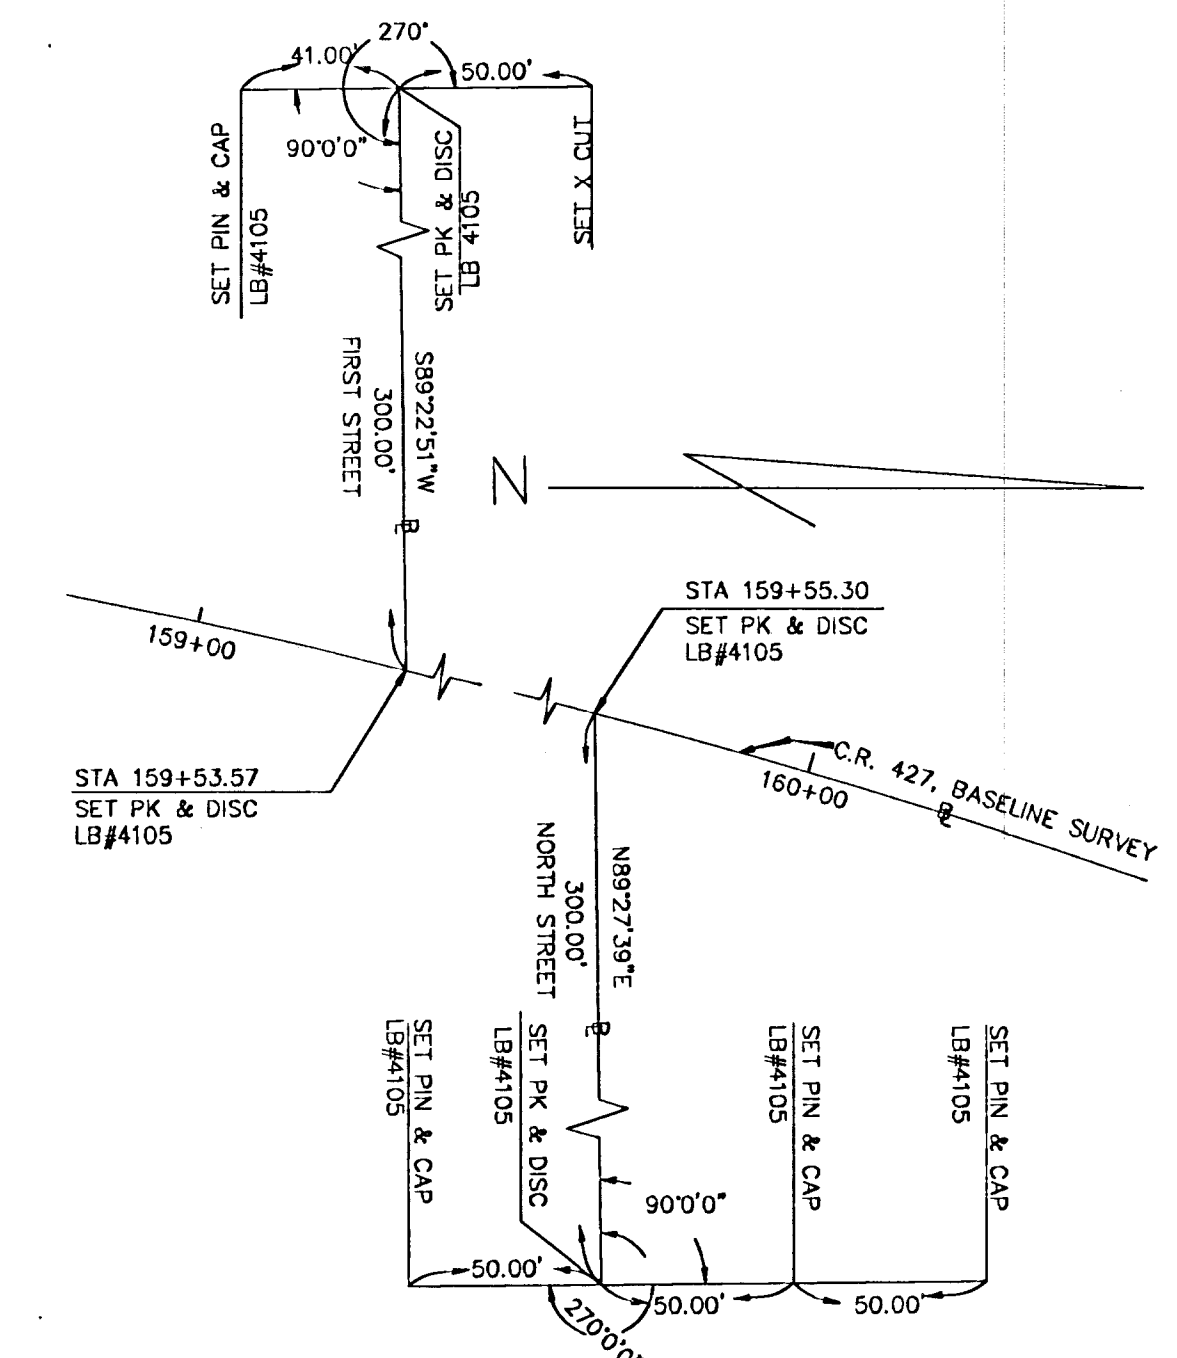 270°
41.00'
50.00'
90°0'0"
SET PIN & CAP
LB#4105
SET PK & DISC
LB 4105
SET X CUT
S89°22'51"W
300.00'
FIRST STREET
N
STA 159+55.30
SET PK & DISC
LB#4105
159+00
STA 159+53.57
SET PK & DISC
LB#4105
C.R. 427, BASELINE SURVEY
160+00
N89°27'39"E
300.00'
NORTH STREET
SET PIN & CAP
LB#4105
SET PK & DISC
LB#4105
SET PIN & CAP
LB#4105
SET PIN & CAP
LB#4105
90°0'0"
50.00'
50.00'
50.00'
270°0'0"